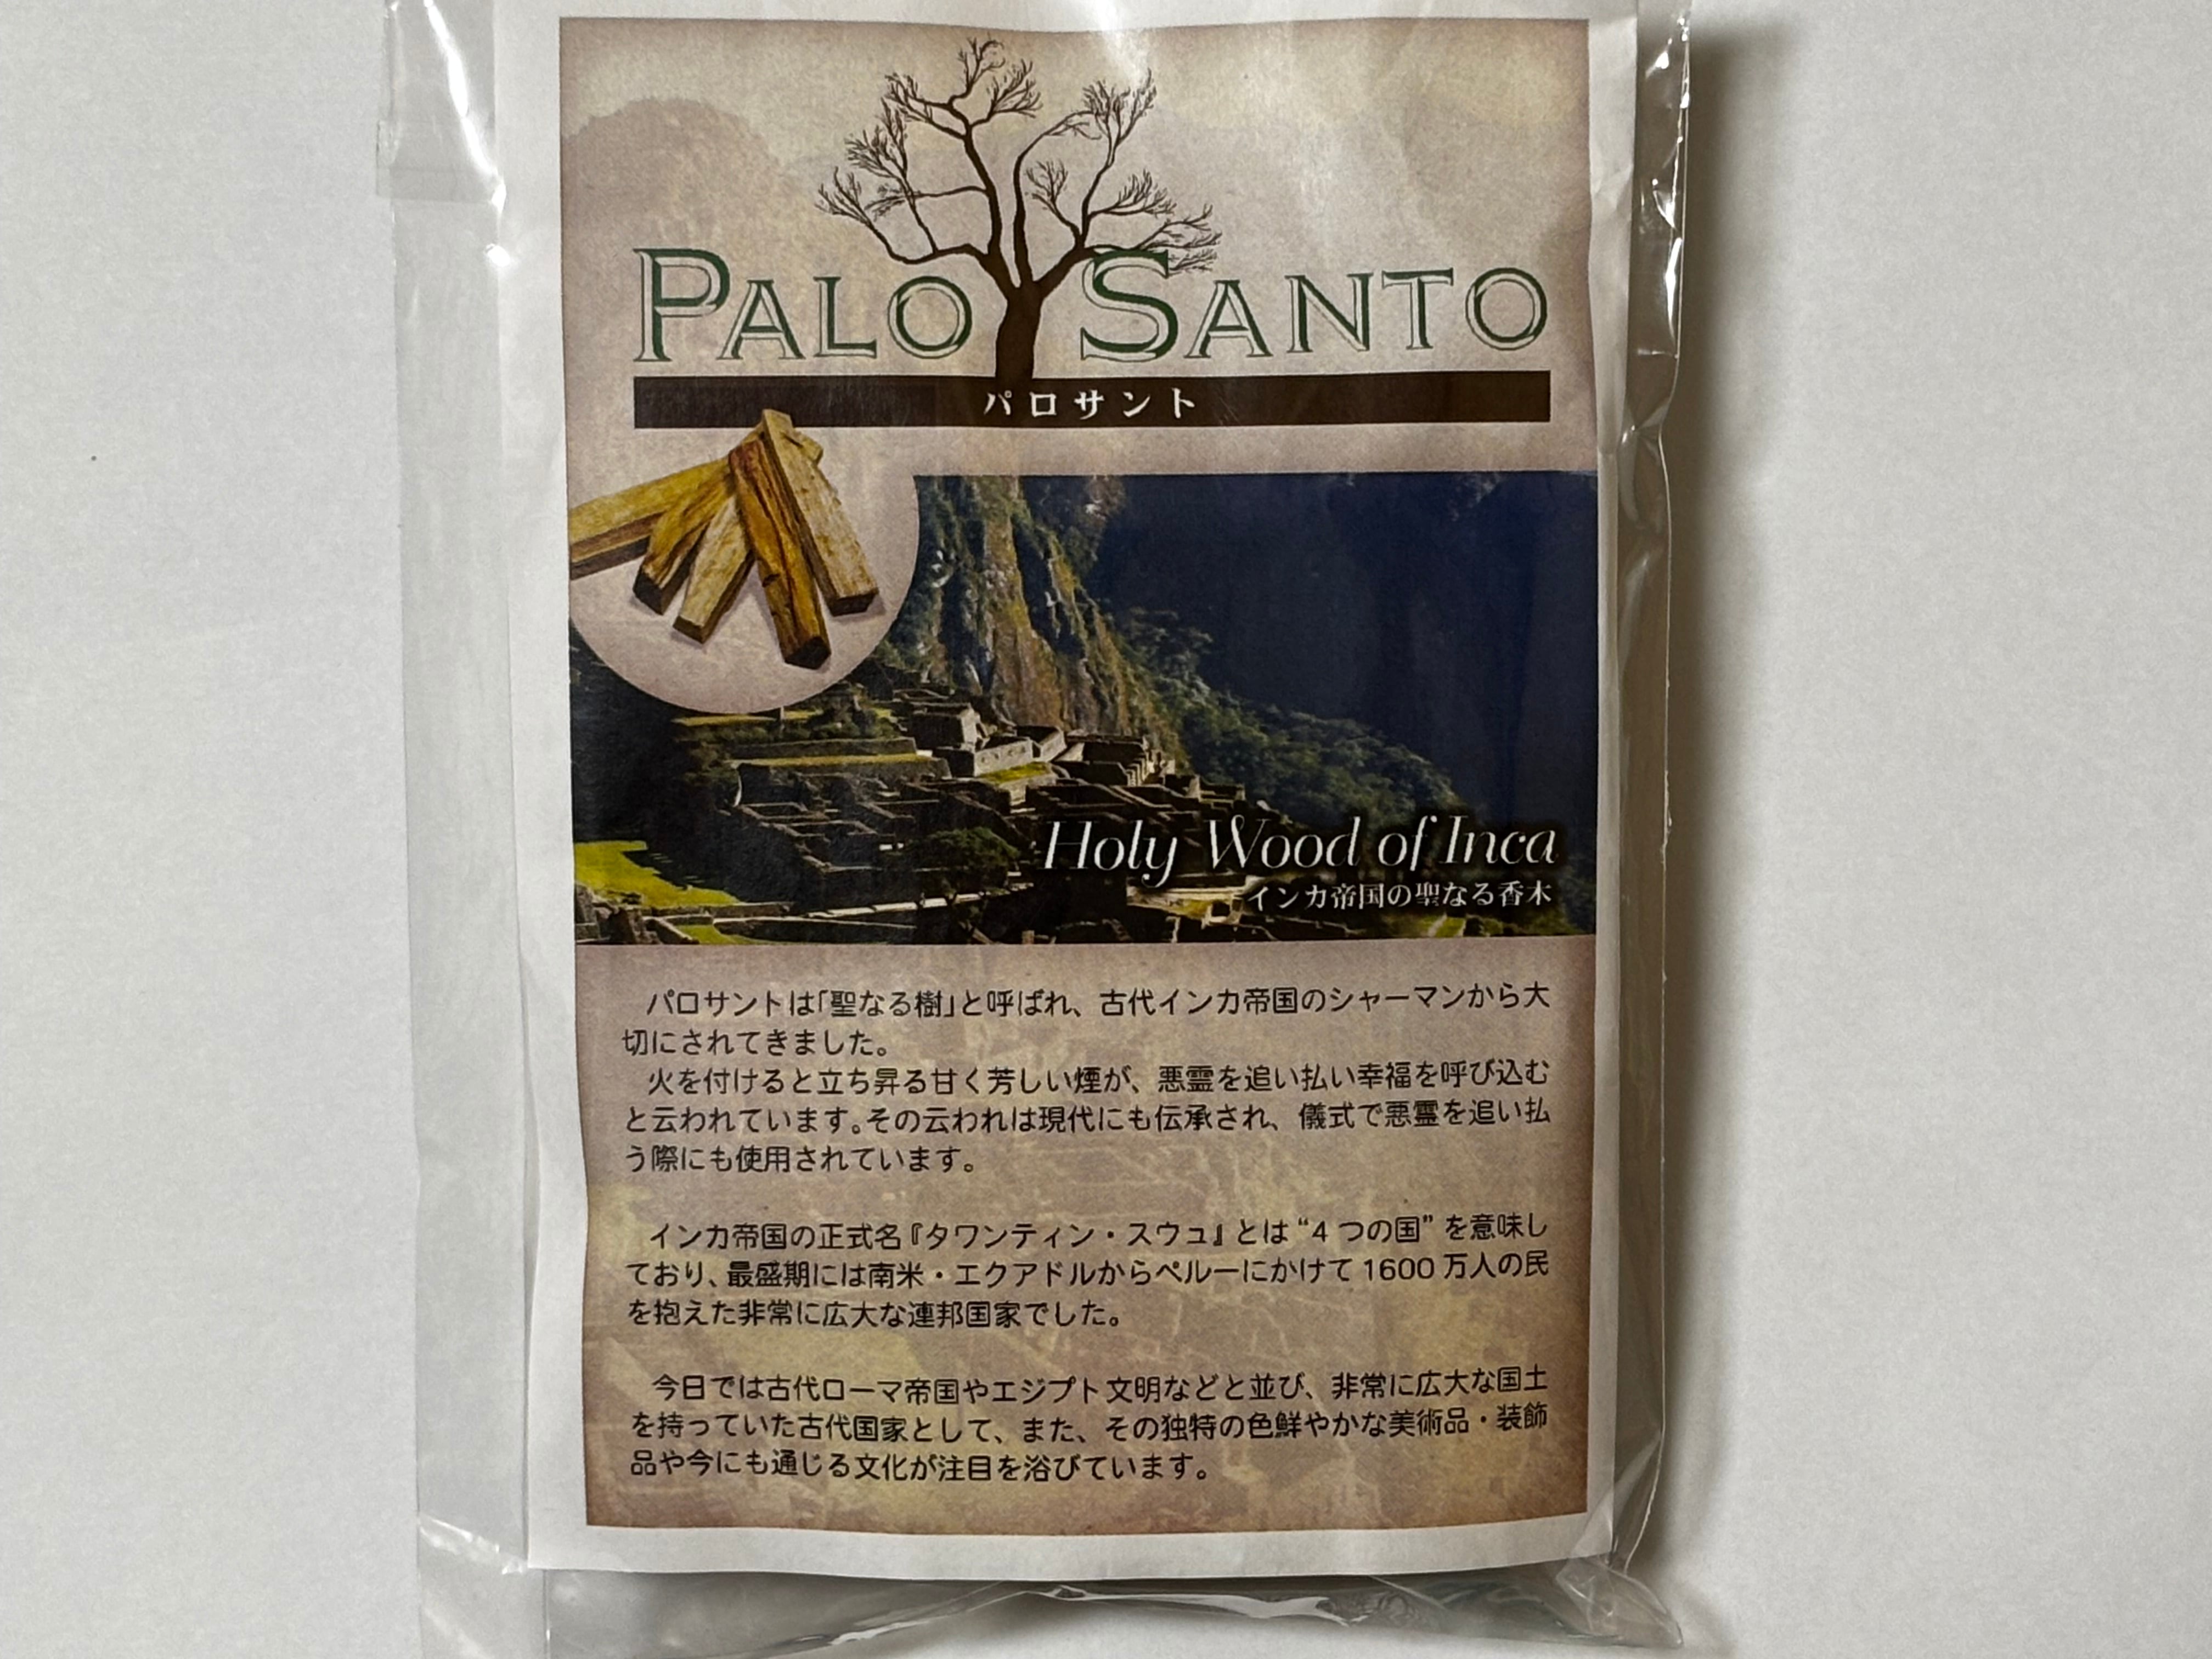 PALO SANTO
パロサント
Holy Wood of Inca
インカ帝国の聖なる香木
パロサントは「聖なる樹」と呼ばれ、古代インカ帝国のシャーマンから大
切にされてきました。
火を付けると立ち昇る甘く芳しい煙が、悪霊を追い払い幸福を呼び込む
と云われています。その云われは現代にも伝承され、儀式で悪霊を追い払
う際にも使用されています。
インカ帝国の正式名『タワンティン・スウュ』とは“4 つの国”を意味し
ており、最盛期には南米・エクアドルからペルーにかけて 1600 万人の民
を抱えた非常に広大な連邦国家でした。
今日では古代ローマ帝国やエジプト文明などと並び、非常に広大な国土
を持っていた古代国家として、また、その独特の色鮮やかな美術品・装飾
品や今にも通じる文化が注目を浴びています。